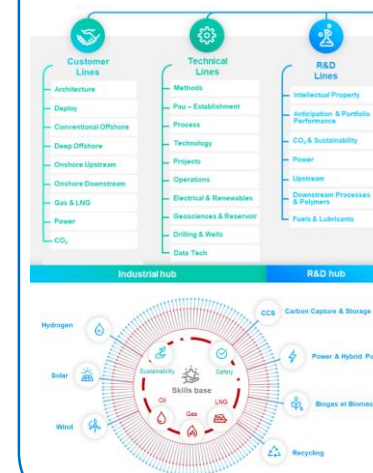 Customer
Lines
Architecture
Deploy
Conventional Offshore
Deep Offshore
Onshore Upstream
Onshore Downstream
Gas & LNG
Power
CO₂
Technical
Lines
Methods
Pau – Establishment
Process
Technology
Projects
Operations
Electrical & Renewables
Geosciences & Reservoir
Drilling & Wells
Data Tech
R&D
Lines
Intellectual Property
Anticipation & Portfolio
Performance
CO₂ & Sustainability
Power
Upstream
Downstream Processes
& Polymers
Fuels & Lubricants
Industrial hub
R&D hub
Hydrogen
H₂
Solar
Wind
Sustainability
Safety
Skills base
Oil
Gas
LNG
CCS
Carbon Capture & Storage
Power & Hybrid Po
Biogas et Biomas
Recycling